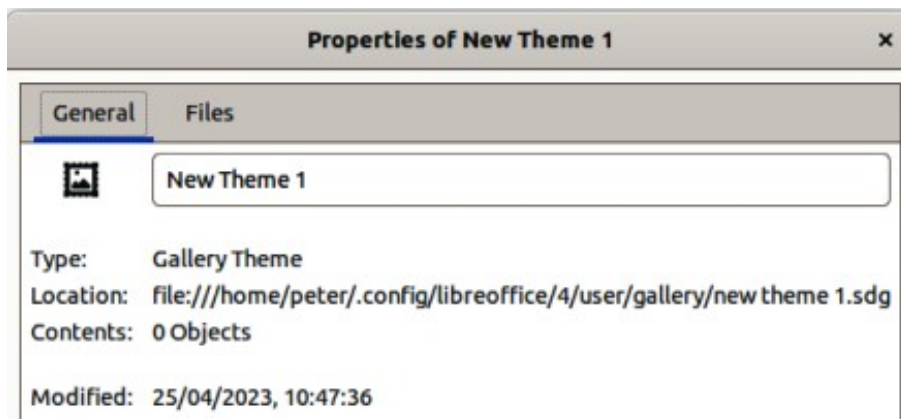 Properties of New Theme 1 ×
General Files
New Theme 1
Type: Gallery Theme
Location: file:///home/peter/.config/libreoffice/4/user/gallery/new theme 1.sdg
Contents: 0 Objects
Modified: 25/04/2023, 10:47:36